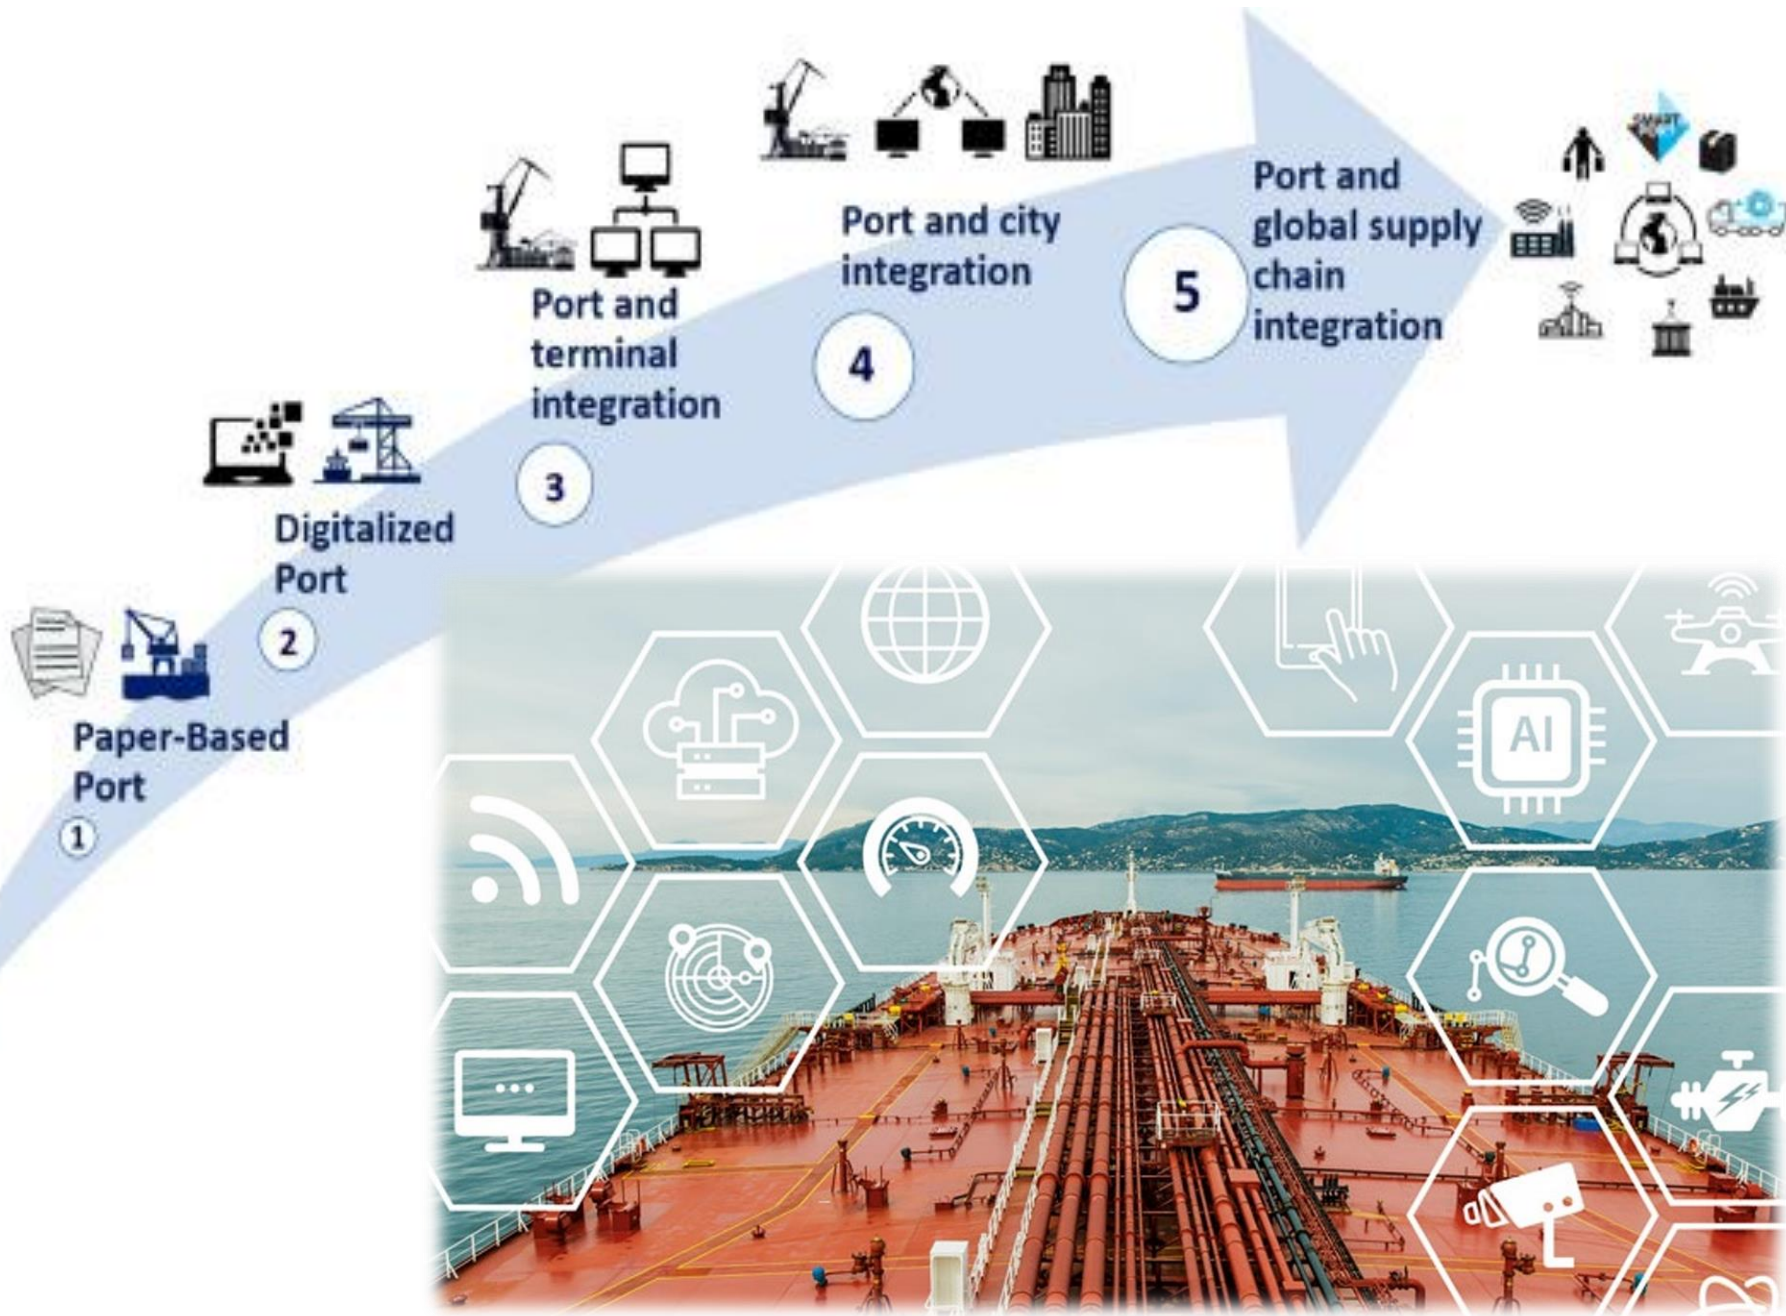 Paper-Based
Port
1
Digitalized
Port
2
Port and
terminal
integration
3
Port and city
integration
4
Port and
global supply
chain
integration
5
SMART
AI